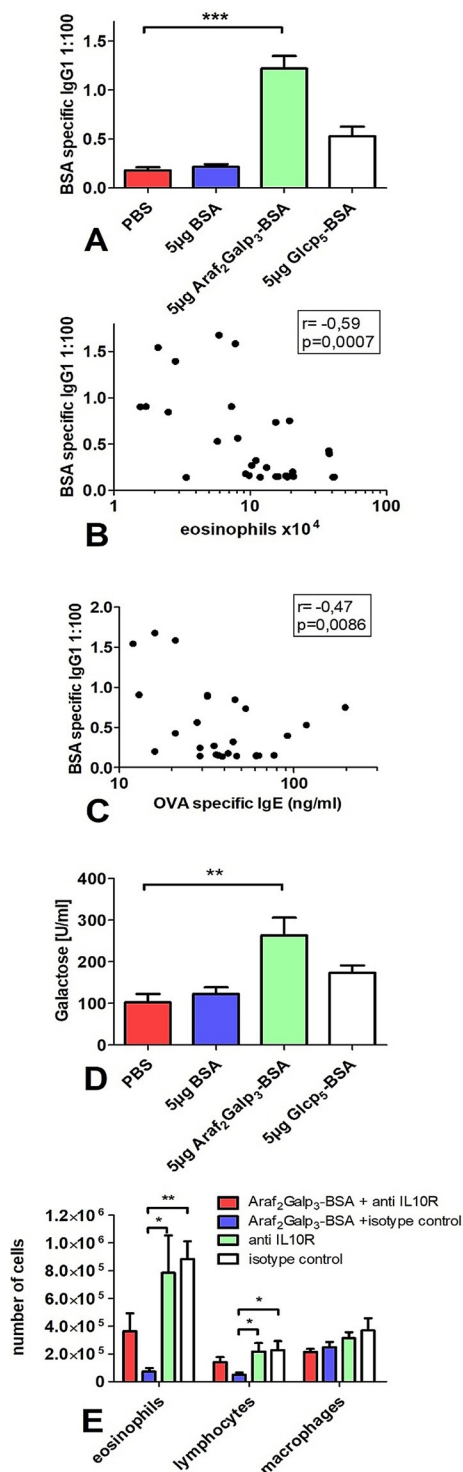 ***
BSA specific IgG1 1:100
1.5
1.0
0.5
0.0
PBS
5µg BSA
5µg Araf₂Galp₃-BSA
5µg Glcp₅-BSA
A
r= -0,59
p=0,0007
BSA specific IgG1 1:100
1.5
1.0
0.5
0.0
1
10
100
eosinophils x10⁴
B
r= -0,47
p=0,0086
BSA specific IgG1 1:100
2.0
1.5
1.0
0.5
0.0
10
100
OVA specific IgE (ng/ml)
C
**
Galactose [U/ml]
400
300
200
100
0
PBS
5µg BSA
5µg Araf₂Galp₃-BSA
5µg Glcp₅-BSA
D
Araf₂Galp₃-BSA + anti IL10R
Araf₂Galp₃-BSA +isotype control
anti IL10R
isotype control
number of cells
1.2×10⁶
1.0×10⁶
8.0×10⁵
6.0×10⁵
4.0×10⁵
2.0×10⁵
0
**
*
*
*
eosinophils
lymphocytes
macrophages
E